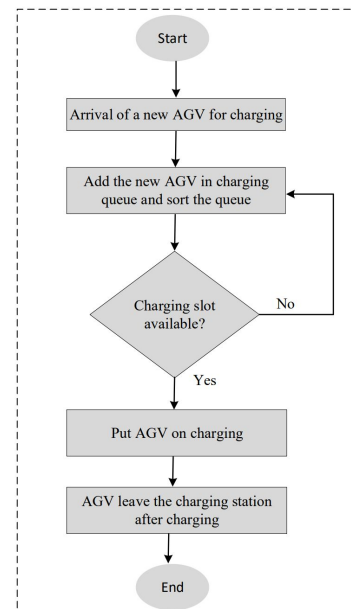 Start
Arrival of a new AGV for charging
Add the new AGV in charging
queue and sort the queue
Charging slot
available?
No
Yes
Put AGV on charging
AGV leave the charging station
after charging
End